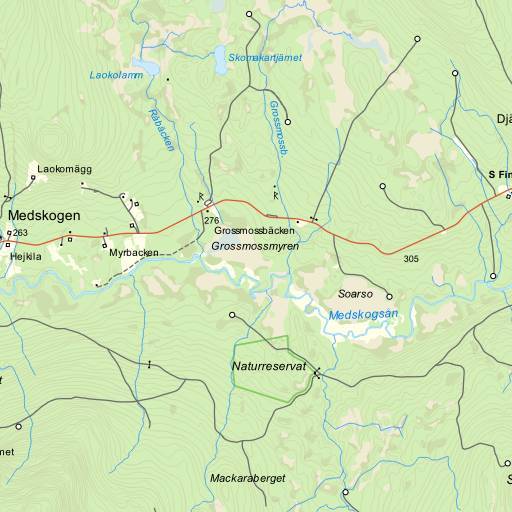 Skomakartjärnet
Laokolamm
Råbäcken
Grossmossb.
Djä
Laokomägg
S Fin
Medskogen
276
263
Grossmossbäcken
Hejkila
Myrbacken
Grossmossmyren
305
Soarso
Medskogsån
Naturreservat
t
met
Mackaraberget
S